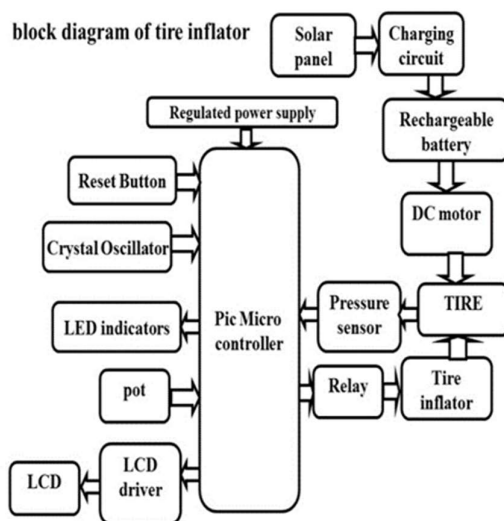 block diagram of tire inflator
Solar
panel
Charging
circuit
Regulated power supply
Rechargeable
battery
Reset Button
DC motor
Crystal Oscillator
Pic Micro
controller
Pressure
sensor
TIRE
LED indicators
pot
Relay
Tire
inflator
LCD
driver
LCD